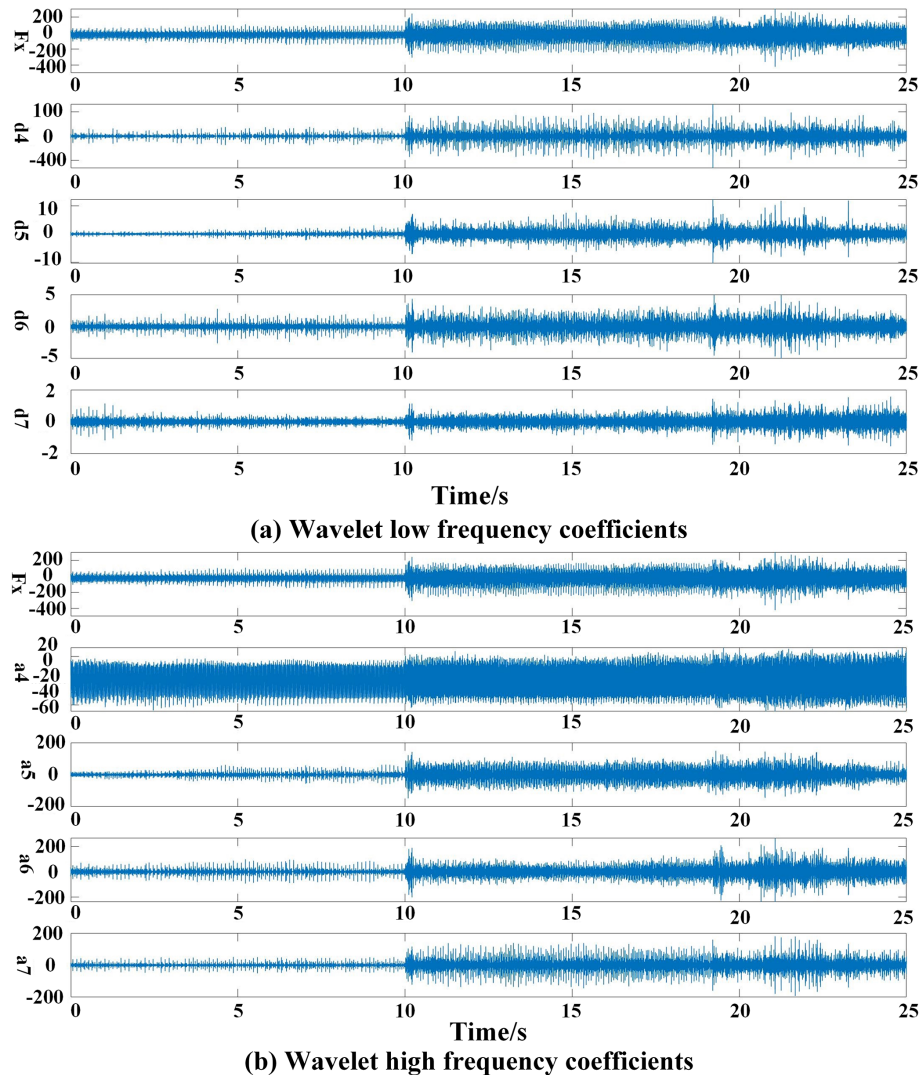 200
0
-200
-400
Fx
0 5 10 15 20 25
100
0
-400
d4
0 5 10 15 20 25
10
0
-10
d5
0 5 10 15 20 25
5
0
-5
d6
0 5 10 15 20 25
2
0
-2
d7
0 5 10 15 20 25
Time/s
(a) Wavelet low frequency coefficients
200
0
-200
-400
Fx
0 5 10 15 20 25
20
0
-20
-40
-60
a4
0 5 10 15 20 25
200
0
-200
a5
0 5 10 15 20 25
200
0
-200
a6
0 5 10 15 20 25
200
0
-200
a7
0 5 10 15 20 25
Time/s
(b) Wavelet high frequency coefficients